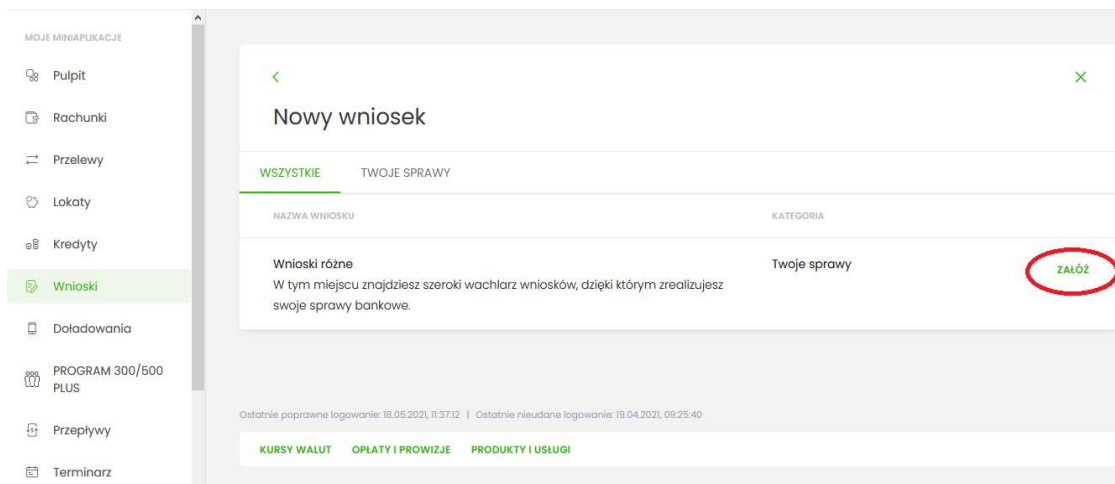 MOJE MINIAPLIKACJE
Pulpit
Rachunki
Przelewy
Lokaty
Kredyty
Wnioski
Doładowania
PROGRAM 300/500
PLUS
Przepływy
Terminarz
Nowy wniosek
WSZYSTKIE TWOJE SPRAWY
NAZWA WNIOSKU KATEGORIA
Wnioski różne Twoje sprawy ZAŁÓŻ
W tym miejscu znajdziesz szeroki wachlarz wniosków, dzięki którym zrealizujesz
swoje sprawy bankowe.
Ostatnie poprawne logowanie: 18.05.2021, 11:37:12 | Ostatnie nieudane logowanie: 19.04.2021, 09:25:40
KURSY WALUT OPŁATY I PROWIZJE PRODUKTY I USŁUGI